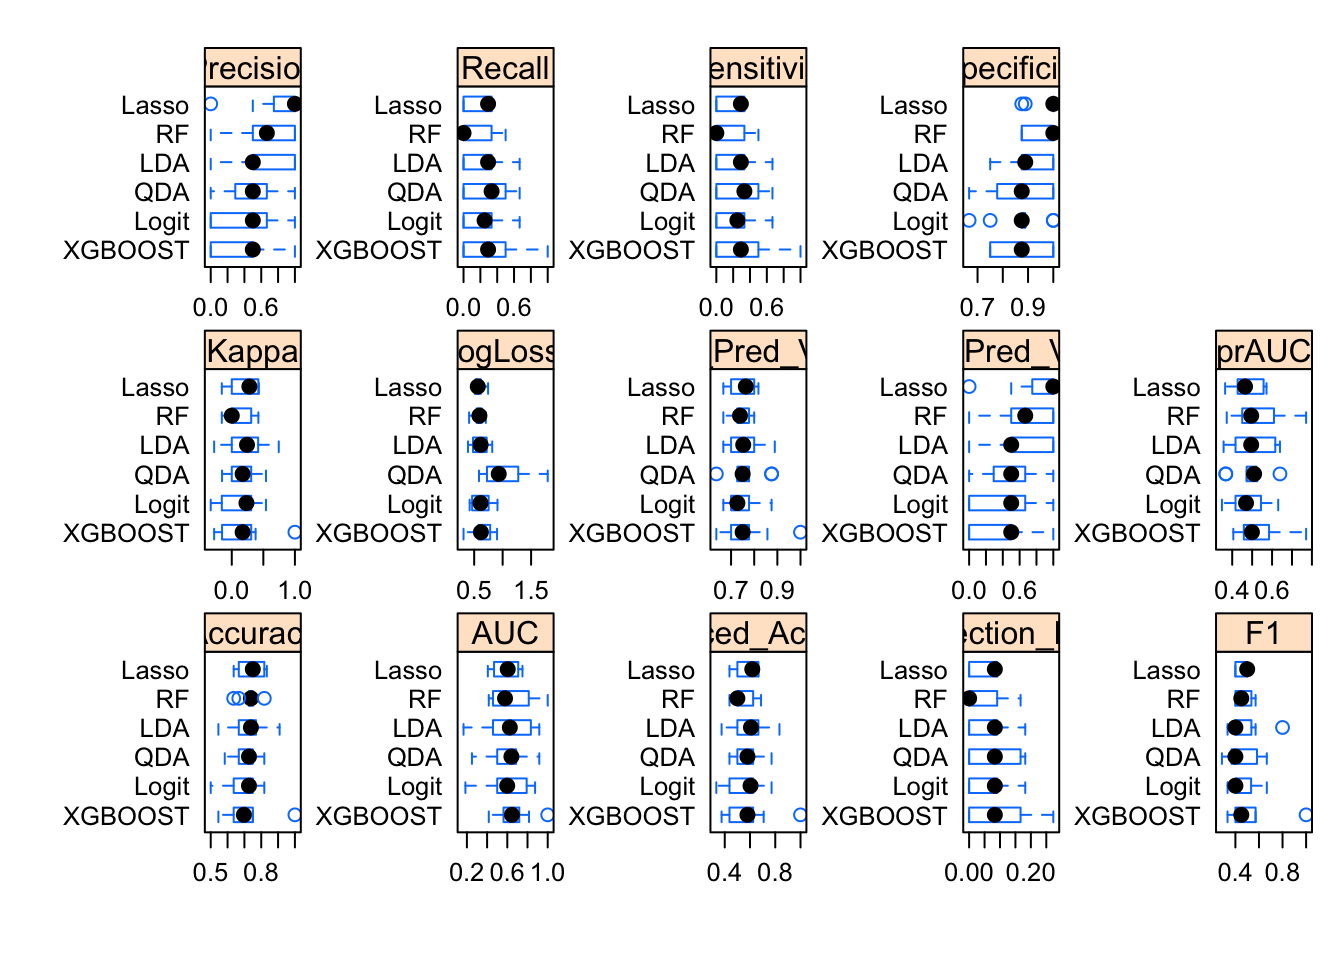 Precision Recall ensitivi pecifici
Lasso Lasso Lasso Lasso
RF RF RF RF
LDA LDA LDA LDA
QDA QDA QDA QDA
Logit Logit Logit Logit
XGBOOST XGBOOST XGBOOST XGBOOST
0.0 0.6 0.0 0.6 0.0 0.6 0.7 0.9
Kappa ogLoss _Pred_V Pred_V prAUC
Lasso Lasso Lasso Lasso Lasso
RF RF RF RF RF
LDA LDA LDA LDA LDA
QDA QDA QDA QDA QDA
Logit Logit Logit Logit Logit
XGBOOST XGBOOST XGBOOST XGBOOST XGBOOST
0.0 1.0 0.5 1.5 0.7 0.9 0.0 0.6 0.4 0.6
Accurac AUC ced_Ac ection_ F1
Lasso Lasso Lasso Lasso Lasso
RF RF RF RF RF
LDA LDA LDA LDA LDA
QDA QDA QDA QDA QDA
Logit Logit Logit Logit Logit
XGBOOST XGBOOST XGBOOST XGBOOST XGBOOST
0.5 0.8 0.2 0.6 1.0 0.4 0.8 0.00 0.20 0.4 0.8